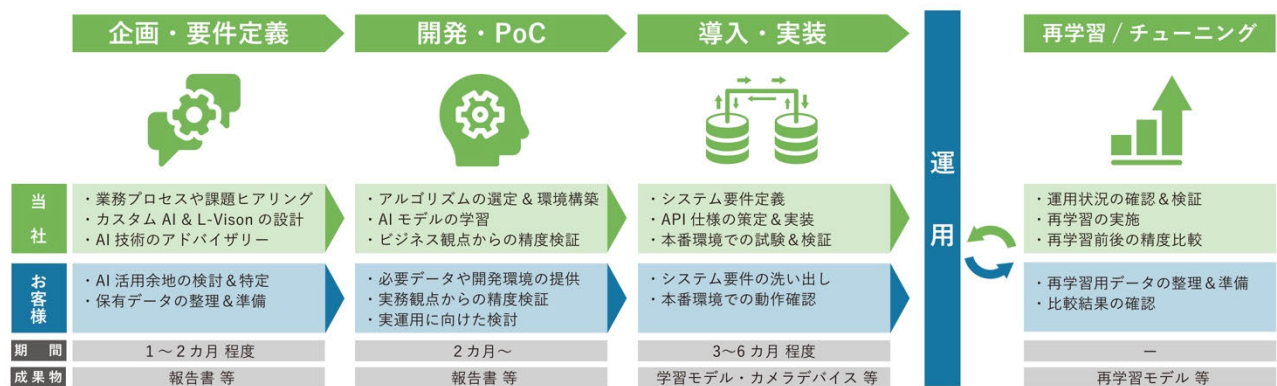 企画・要件定義
開発・PoC
導入・実装
運用
再学習 / チューニング
当社
・業務プロセスや課題ヒアリング
・カスタム AI & L-Vison の設計
・AI 技術のアドバイザリー
・アルゴリズムの選定 & 環境構築
・AI モデルの学習
・ビジネス観点からの精度検証
・システム要件定義
・API 仕様の策定＆実装
・本番環境での試験＆検証
・運用状況の確認＆検証
・再学習の実施
・再学習前後の精度比較
お客様
・AI 活用余地の検討＆特定
・保有データの整理＆準備
・必要データや開発環境の提供
・実務観点からの精度検証
・実運用に向けた検討
・システム要件の洗い出し
・本番環境での動作確認
・再学習用データの整理＆準備
・比較結果の確認
期間
1～2 カ月 程度
2 カ月～
3～6 カ月 程度
ー
成果物
報告書 等
報告書 等
学習モデル・カメラデバイス 等
再学習モデル 等